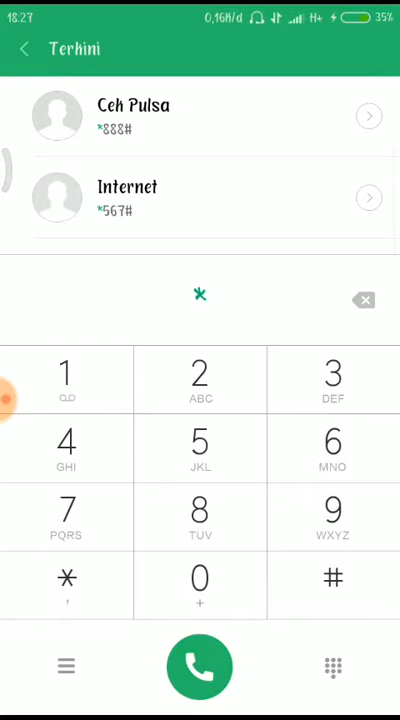 18:27 0,16K/d H+ 35%
Terkini
Cek Pulsa
*888#
Internet
*567#
*
1 2 3
ABC DEF
4 5 6
GHI JKL MNO
7 8 9
PQRS TUV WXYZ
* 0 #
, +